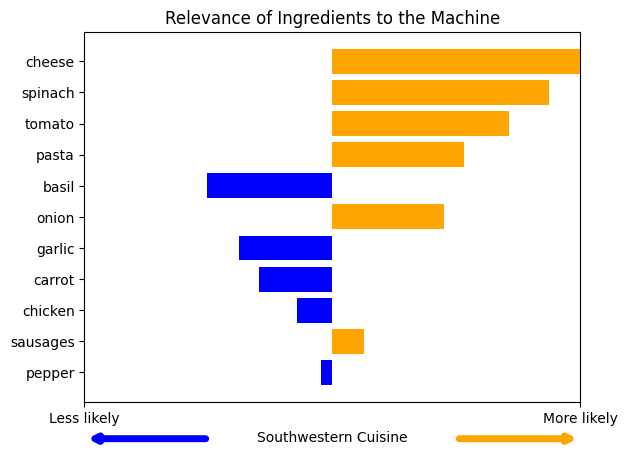 Relevance of Ingredients to the Machine
cheese
spinach
tomato
pasta
basil
onion
garlic
carrot
chicken
sausages
pepper
Less likely
More likely
Southwestern Cuisine